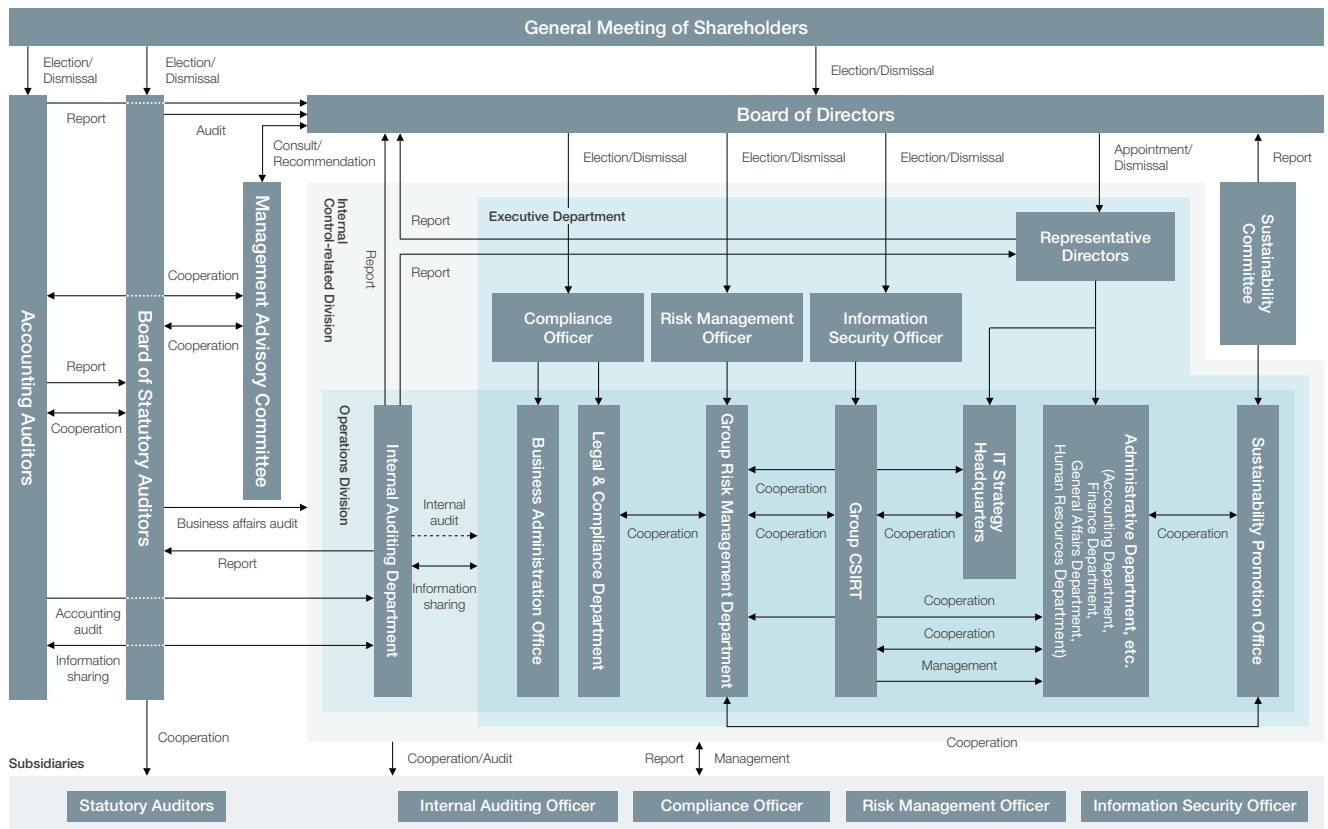 General Meeting of Shareholders
Election/
Dismissal
Election/
Dismissal
Election/Dismissal
Board of Directors
Report
Audit
Consult/
Recommendation
Election/Dismissal
Election/Dismissal
Election/Dismissal
Appointment/
Dismissal
Report
Accounting Auditors
Board of Statutory Auditors
Management Advisory Committee
Internal
Control-related Division
Executive Department
Report
Report
Report
Representative
Directors
Sustainability
Committee
Cooperation
Cooperation
Report
Cooperation
Compliance
Officer
Risk Management
Officer
Information
Security Officer
Operations Division
Internal Auditing Department
Business Administration Office
Legal & Compliance Department
Group Risk Management Department
Group CSIRT
IT Strategy
Headquarters
Administrative Department, etc.
(Accounting Department,
Finance Department,
General Affairs Department,
Human Resources Department)
Sustainability Promotion Office
Cooperation
Internal
audit
Business affairs audit
Cooperation
Cooperation
Cooperation
Cooperation
Report
Information
sharing
Accounting
audit
Cooperation
Cooperation
Management
Information
sharing
Cooperation
Cooperation
Cooperation/Audit
Report
Management
Subsidiaries
Statutory Auditors
Internal Auditing Officer
Compliance Officer
Risk Management Officer
Information Security Officer